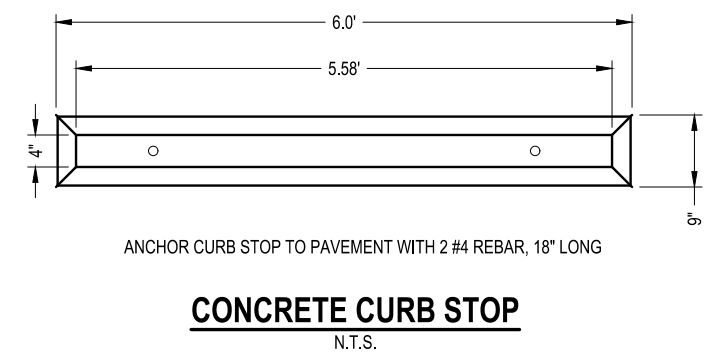 6.0'
5.58'
4"
9"
ANCHOR CURB STOP TO PAVEMENT WITH 2 #4 REBAR, 18" LONG
CONCRETE CURB STOP
N.T.S.